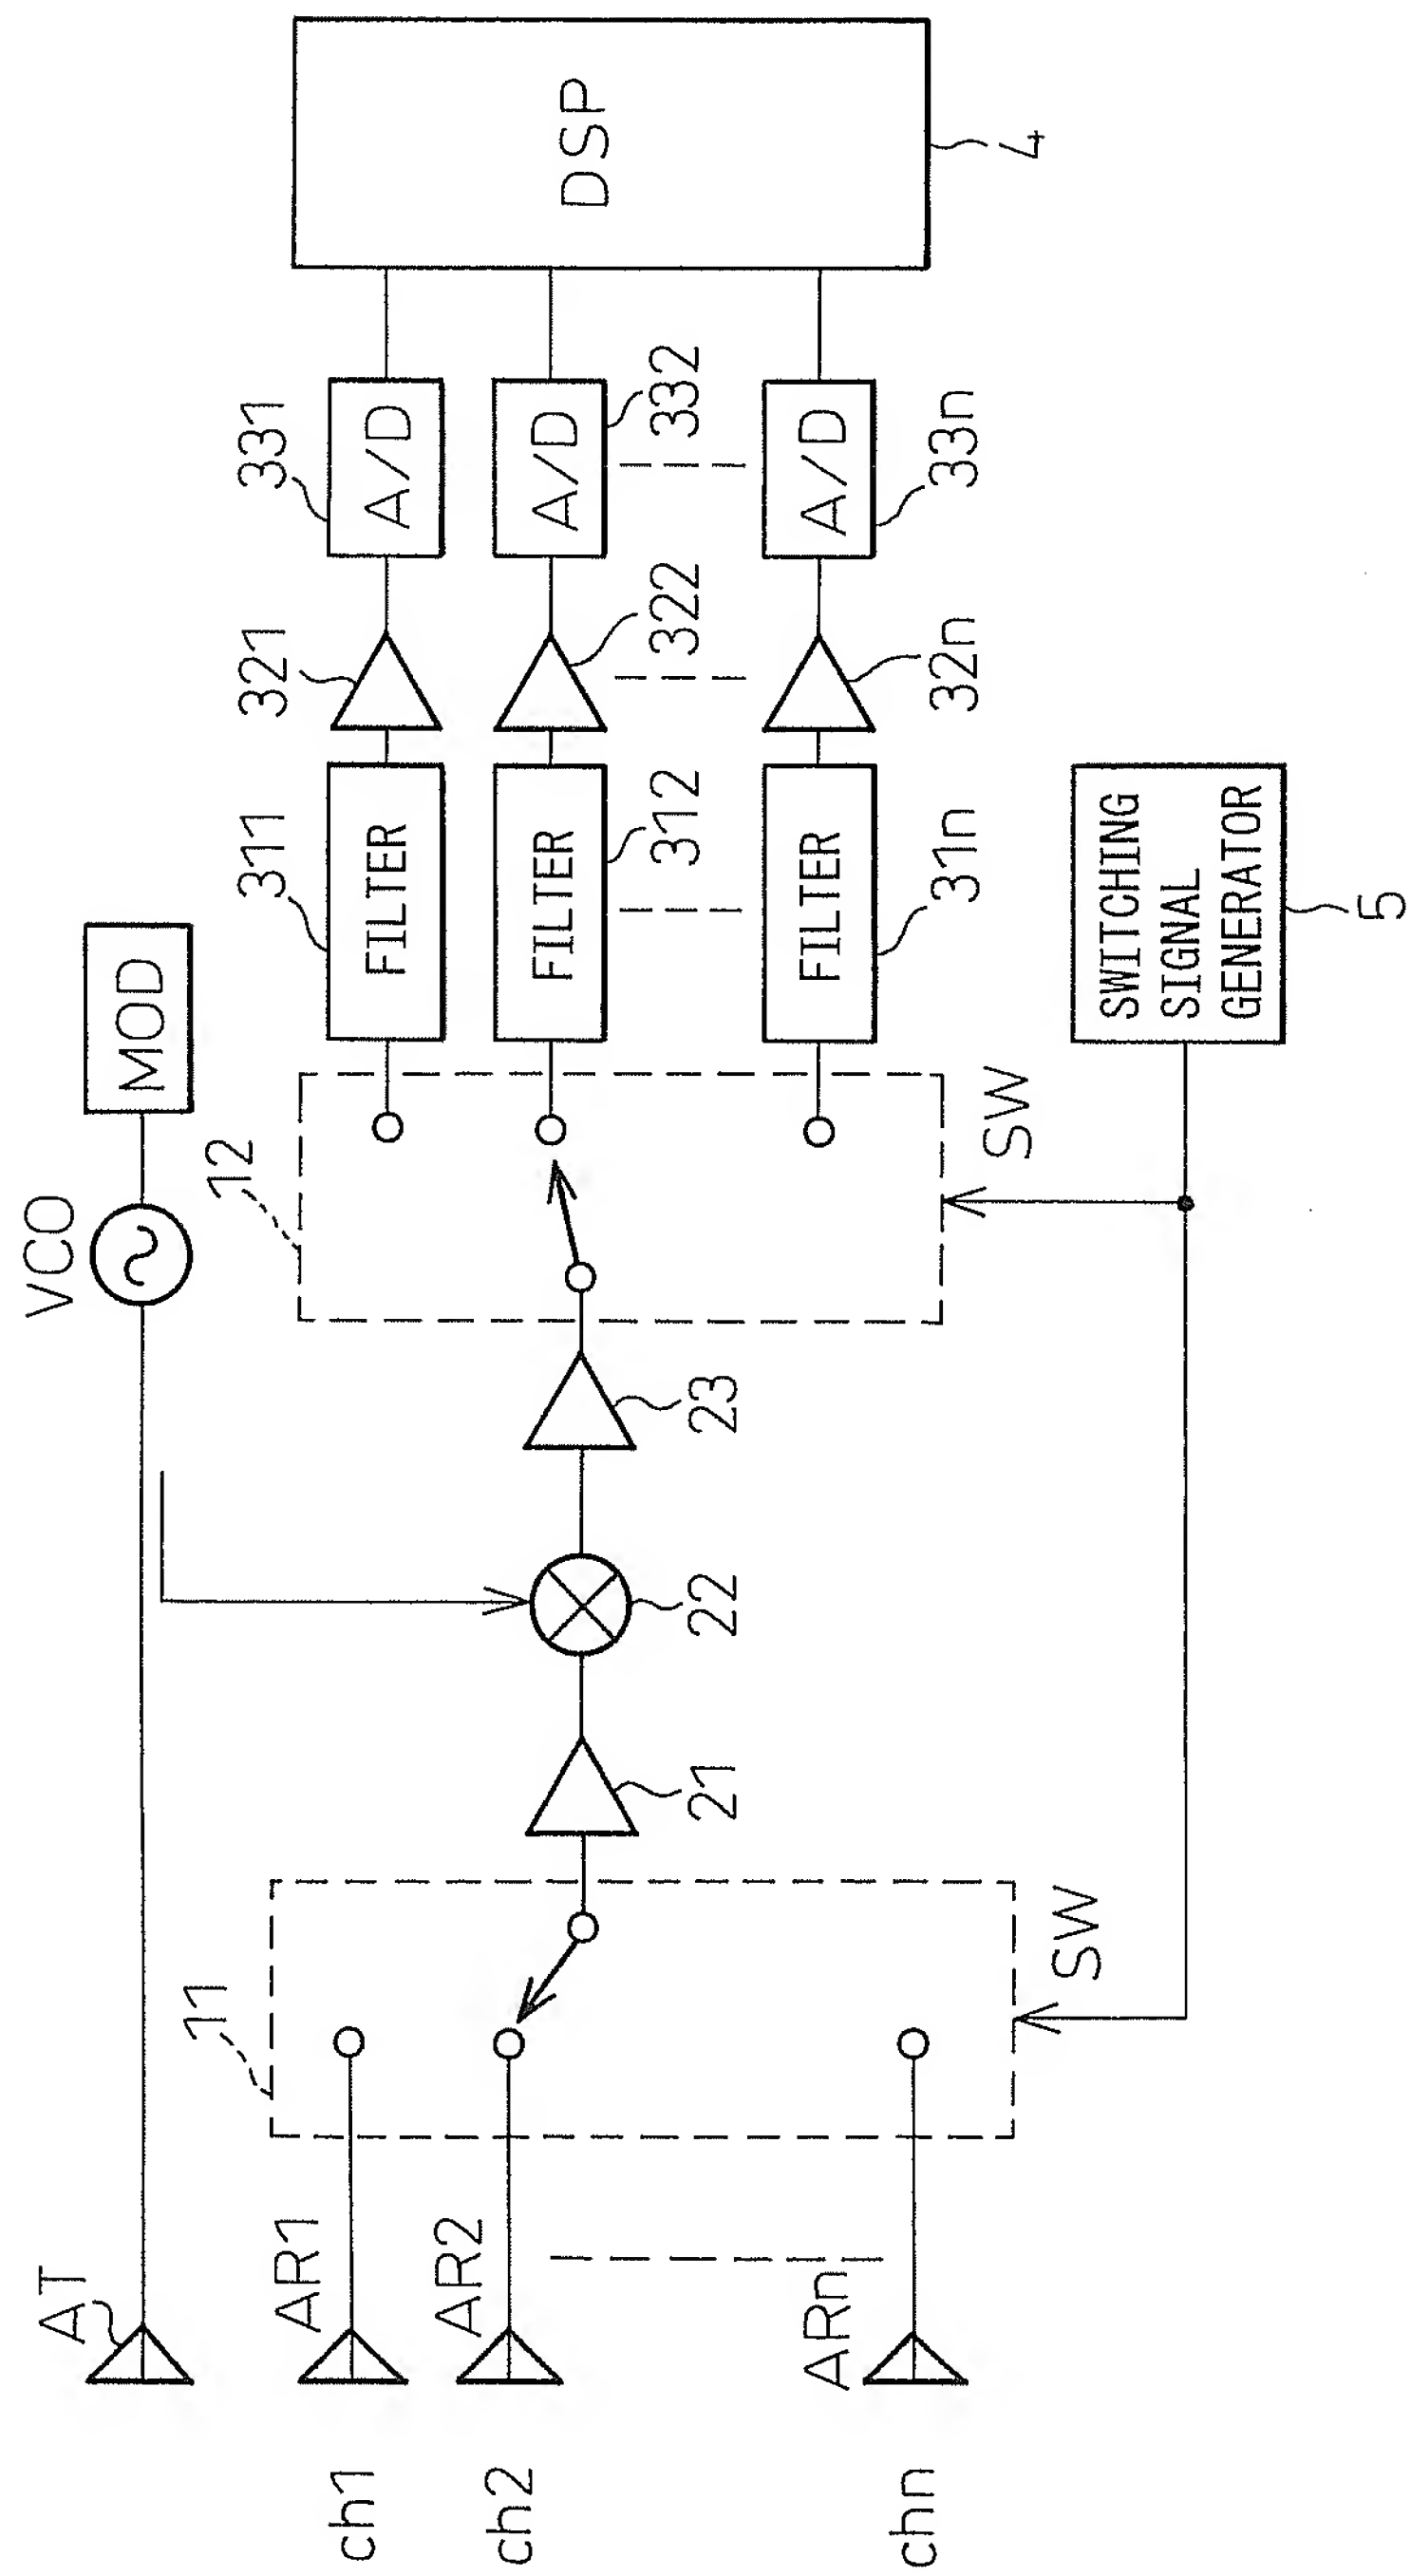 AT
VCO
MOD
ch1
AR1
11
12
311
FILTER
321
331
A/D
ch2
AR2
21
22
23
FILTER
312
322
A/D
332
DSP
4
chn
ARn
FILTER
31n
32n
A/D
33n
SW
SW
SWITCHING
SIGNAL
GENERATOR
5